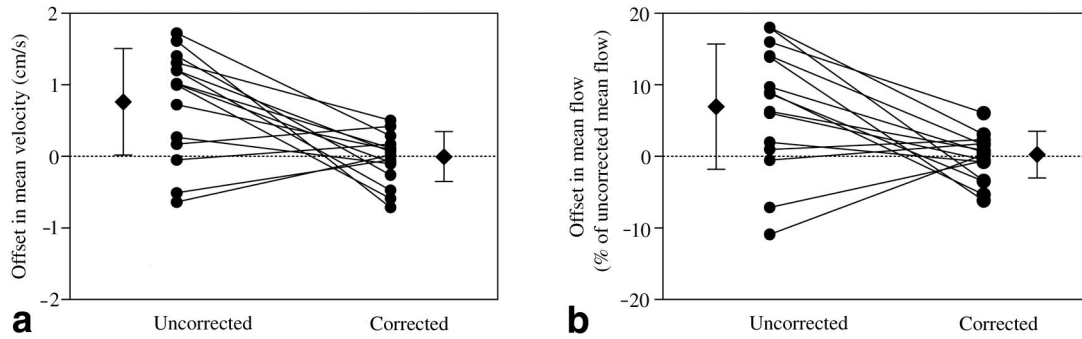 Offset in mean velocity (cm/s)
2
1
0
-1
-2
Uncorrected
Corrected
a
Offset in mean flow
(% of uncorrected mean flow)
20
10
0
-10
-20
Uncorrected
Corrected
b